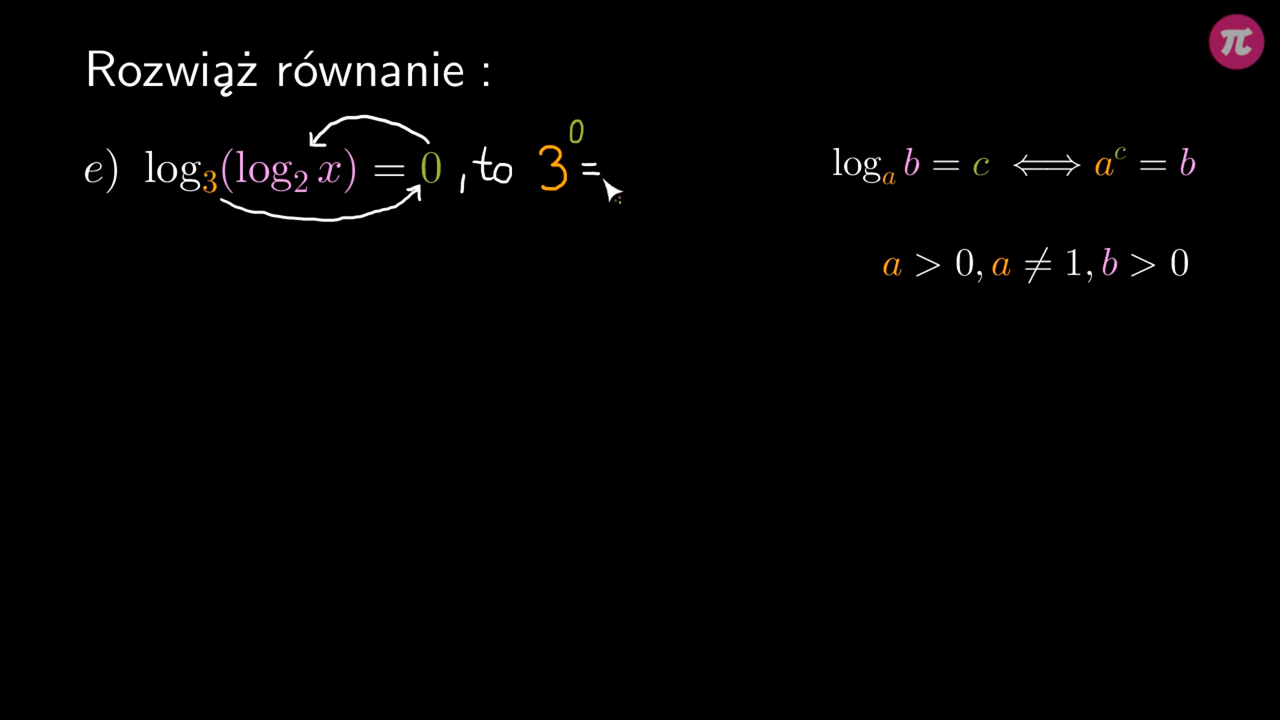 Rozwiąż równanie :
e) log₃(log₂ x) = 0 , to 3⁰ =
logₐ b = c ⟺ aᶜ = b
a > 0, a ≠ 1, b > 0
π